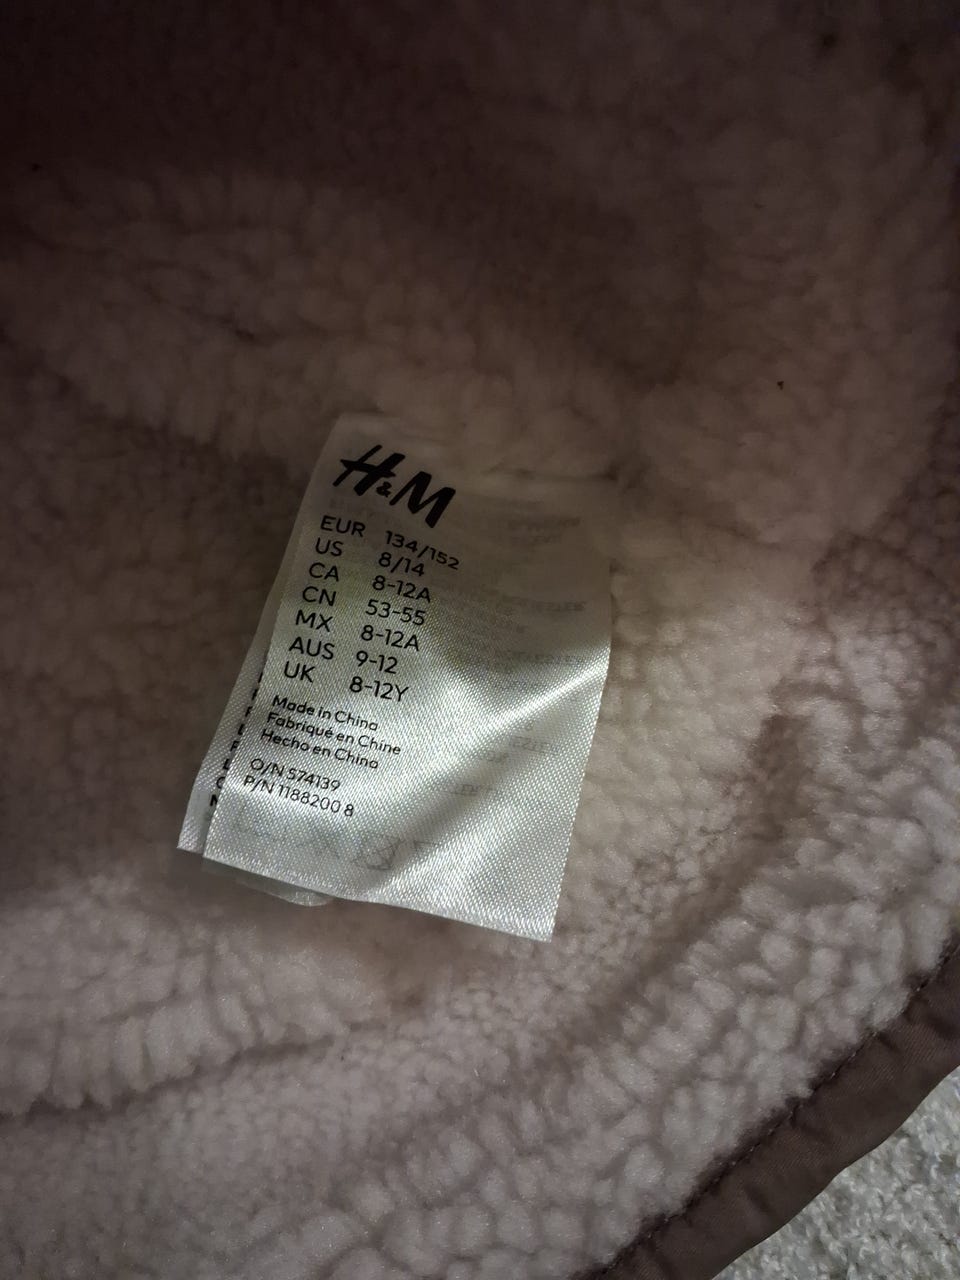 H&M
EUR 134/152
US 8/14
CA 8-12A
CN 53-55
MX 8-12A
AUS 9-12
UK 8-12Y
Made in China
Fabriqué en Chine
Hecho en China
O/N 574139
P/N 1188200 8